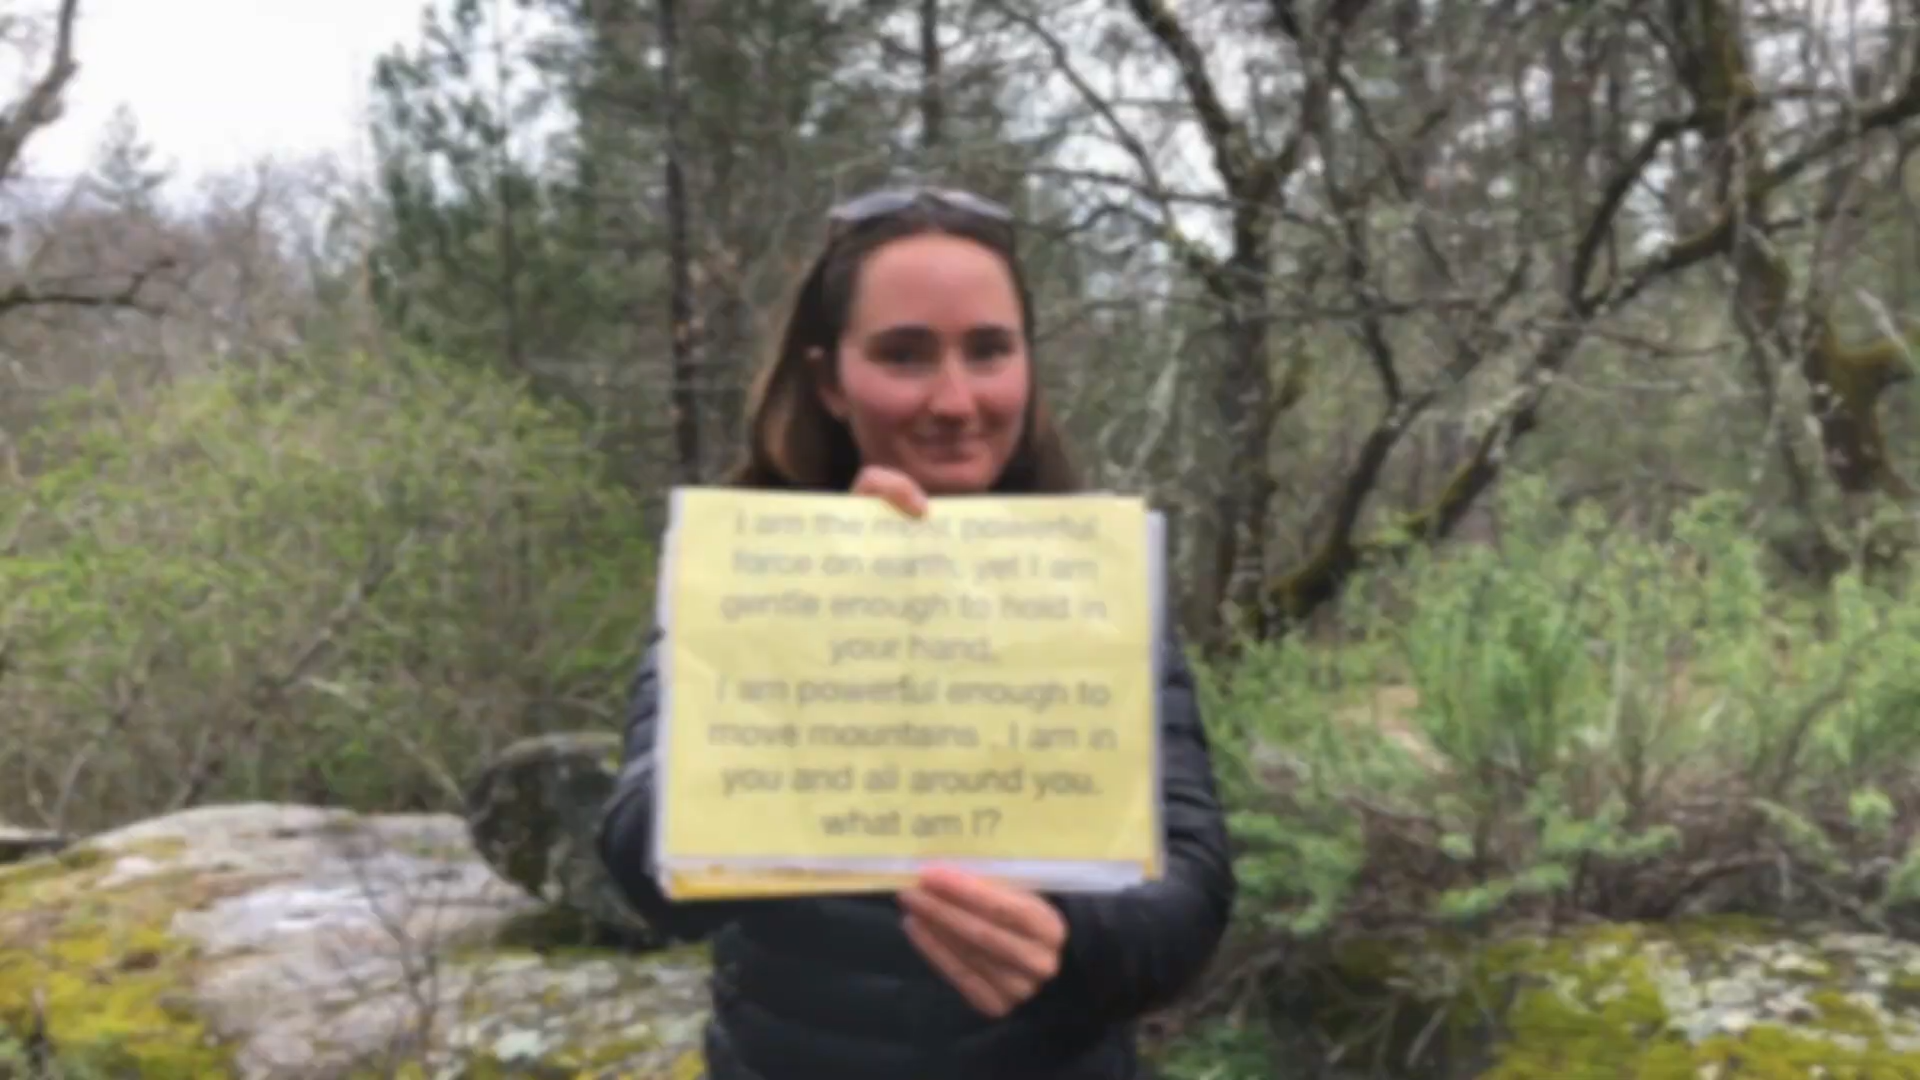 I am the most powerful
force on earth, yet I am
gentle enough to hold in
your hand.
I am powerful enough to
move mountains . I am in
you and all around you.
what am I?